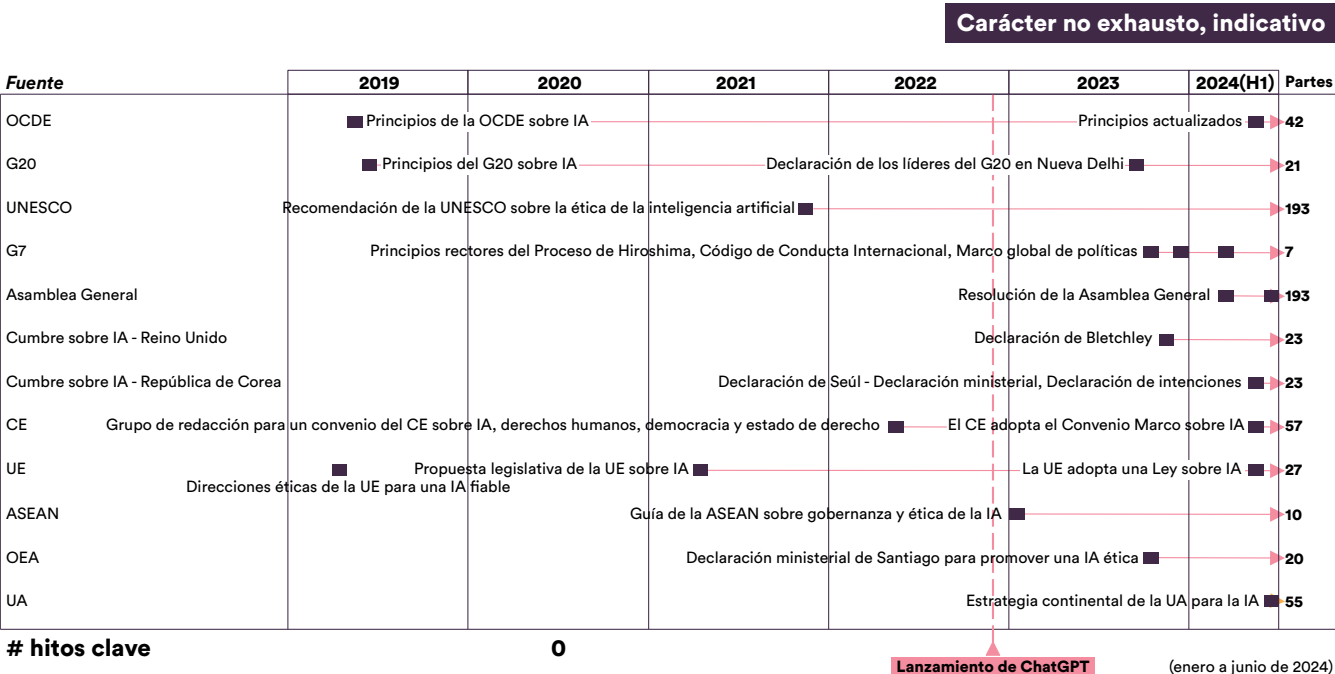 Carácter no exhausto, indicativo
Fuente 2019 2020 2021 2022 2023 2024(H1) Partes
OCDE Principios de la OCDE sobre IA Principios actualizados 42
G20 Principios del G20 sobre IA Declaración de los líderes del G20 en Nueva Delhi 21
UNESCO Recomendación de la UNESCO sobre la ética de la inteligencia artificial 193
G7 Principios rectores del Proceso de Hiroshima, Código de Conducta Internacional, Marco global de políticas 7
Asamblea General Resolución de la Asamblea General 193
Cumbre sobre IA - Reino Unido Declaración de Bletchley 23
Cumbre sobre IA - República de Corea Declaración de Seúl - Declaración ministerial, Declaración de intenciones 23
CE Grupo de redacción para un convenio del CE sobre IA, derechos humanos, democracia y estado de derecho El CE adopta el Convenio Marco sobre IA 57
UE Propuesta legislativa de la UE sobre IA La UE adopta una Ley sobre IA 27
Direcciones éticas de la UE para una IA fiable
ASEAN Guía de la ASEAN sobre gobernanza y ética de la IA 10
OEA Declaración ministerial de Santiago para promover una IA ética 20
UA Estrategia continental de la UA para la IA 55
# hitos clave 0
Lanzamiento de ChatGPT (enero a junio de 2024)